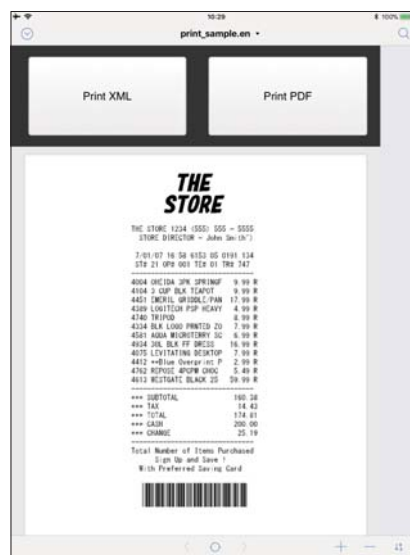 10:29
100%
print_sample.en
Print XML Print PDF
THE
STORE
THE STORE 1234 (555) 555 - 5555
STORE DIRECTOR - John Smith
7/01/07 16 58 6153 05 0191 134
ST# 21 OP# 001 TE# 01 TR# 747
4004 OHEIDA 3PK SPRINGF 9.99 R
4104 3 CUP BLK TEAPOT 9.99 R
4451 EMERIL GRIDDLE/PAN 17.99 R
4389 LOGITECH PSP HEAVY 4.99 R
4740 TRIPOD 8.99 R
4334 BLK LOGO PRNTED ZO 7.99 R
4581 AQUA MICROTERRY SC 6.99 R
4934 30L BLK FF DRESS 16.99 R
4075 LEVITATING DESKTOP 7.99 R
4412 **Blue Overprint P 2.99 R
4762 REPOSE 4PCPM CHOC 5.49 R
4613 WESTGATE BLACK 25 59.99 R
*** SUBTOTAL 160.38
*** TAX 14.43
*** TOTAL 174.81
*** CASH 200.00
*** CHANGE 25.19
Total Number of Items Purchased
Sign Up and Save !
With Preferred Saving Card